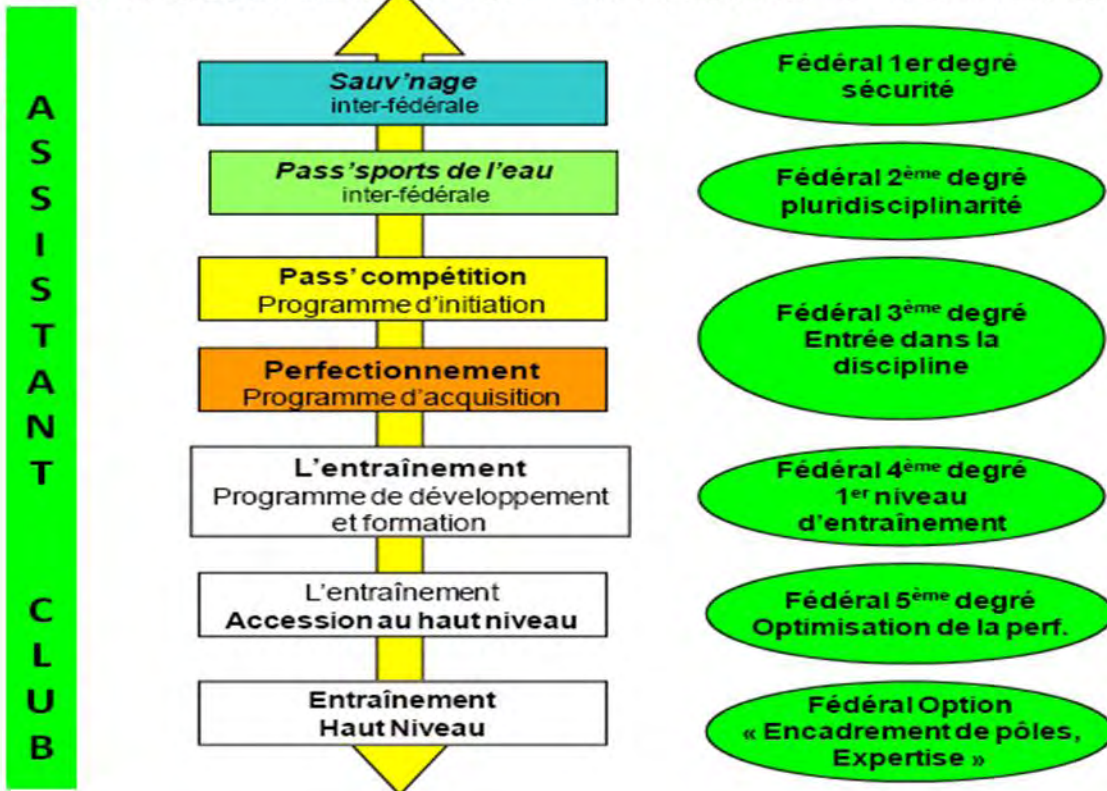 ASSISTANT CLUB
Sauv'nage
inter-fédérale
Fédéral 1er degré
sécurité
Pass'sports de l'eau
inter-fédérale
Fédéral 2ème degré
pluridisciplinarité
Pass' compétition
Programme d'initiation
Perfectionnement
Programme d'acquisition
Fédéral 3ème degré
Entrée dans la
discipline
L'entraînement
Programme de développement
et formation
Fédéral 4ème degré
1er niveau
d'entraînement
L'entraînement
Accession au haut niveau
Fédéral 5ème degré
Optimisation de la perf.
Entraînement
Haut Niveau
Fédéral Option
« Encadrement de pôles,
Expertise »